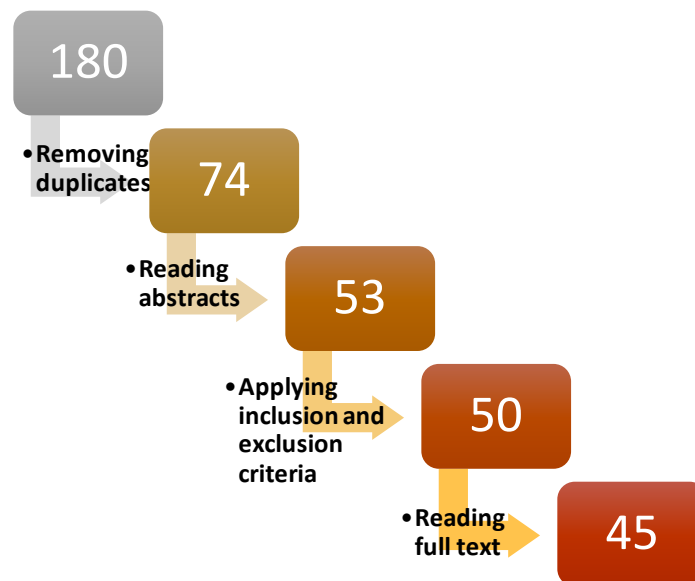 180
•Removing
duplicates
74
•Reading
abstracts
53
•Applying
inclusion and
exclusion
criteria
50
•Reading
full text
45